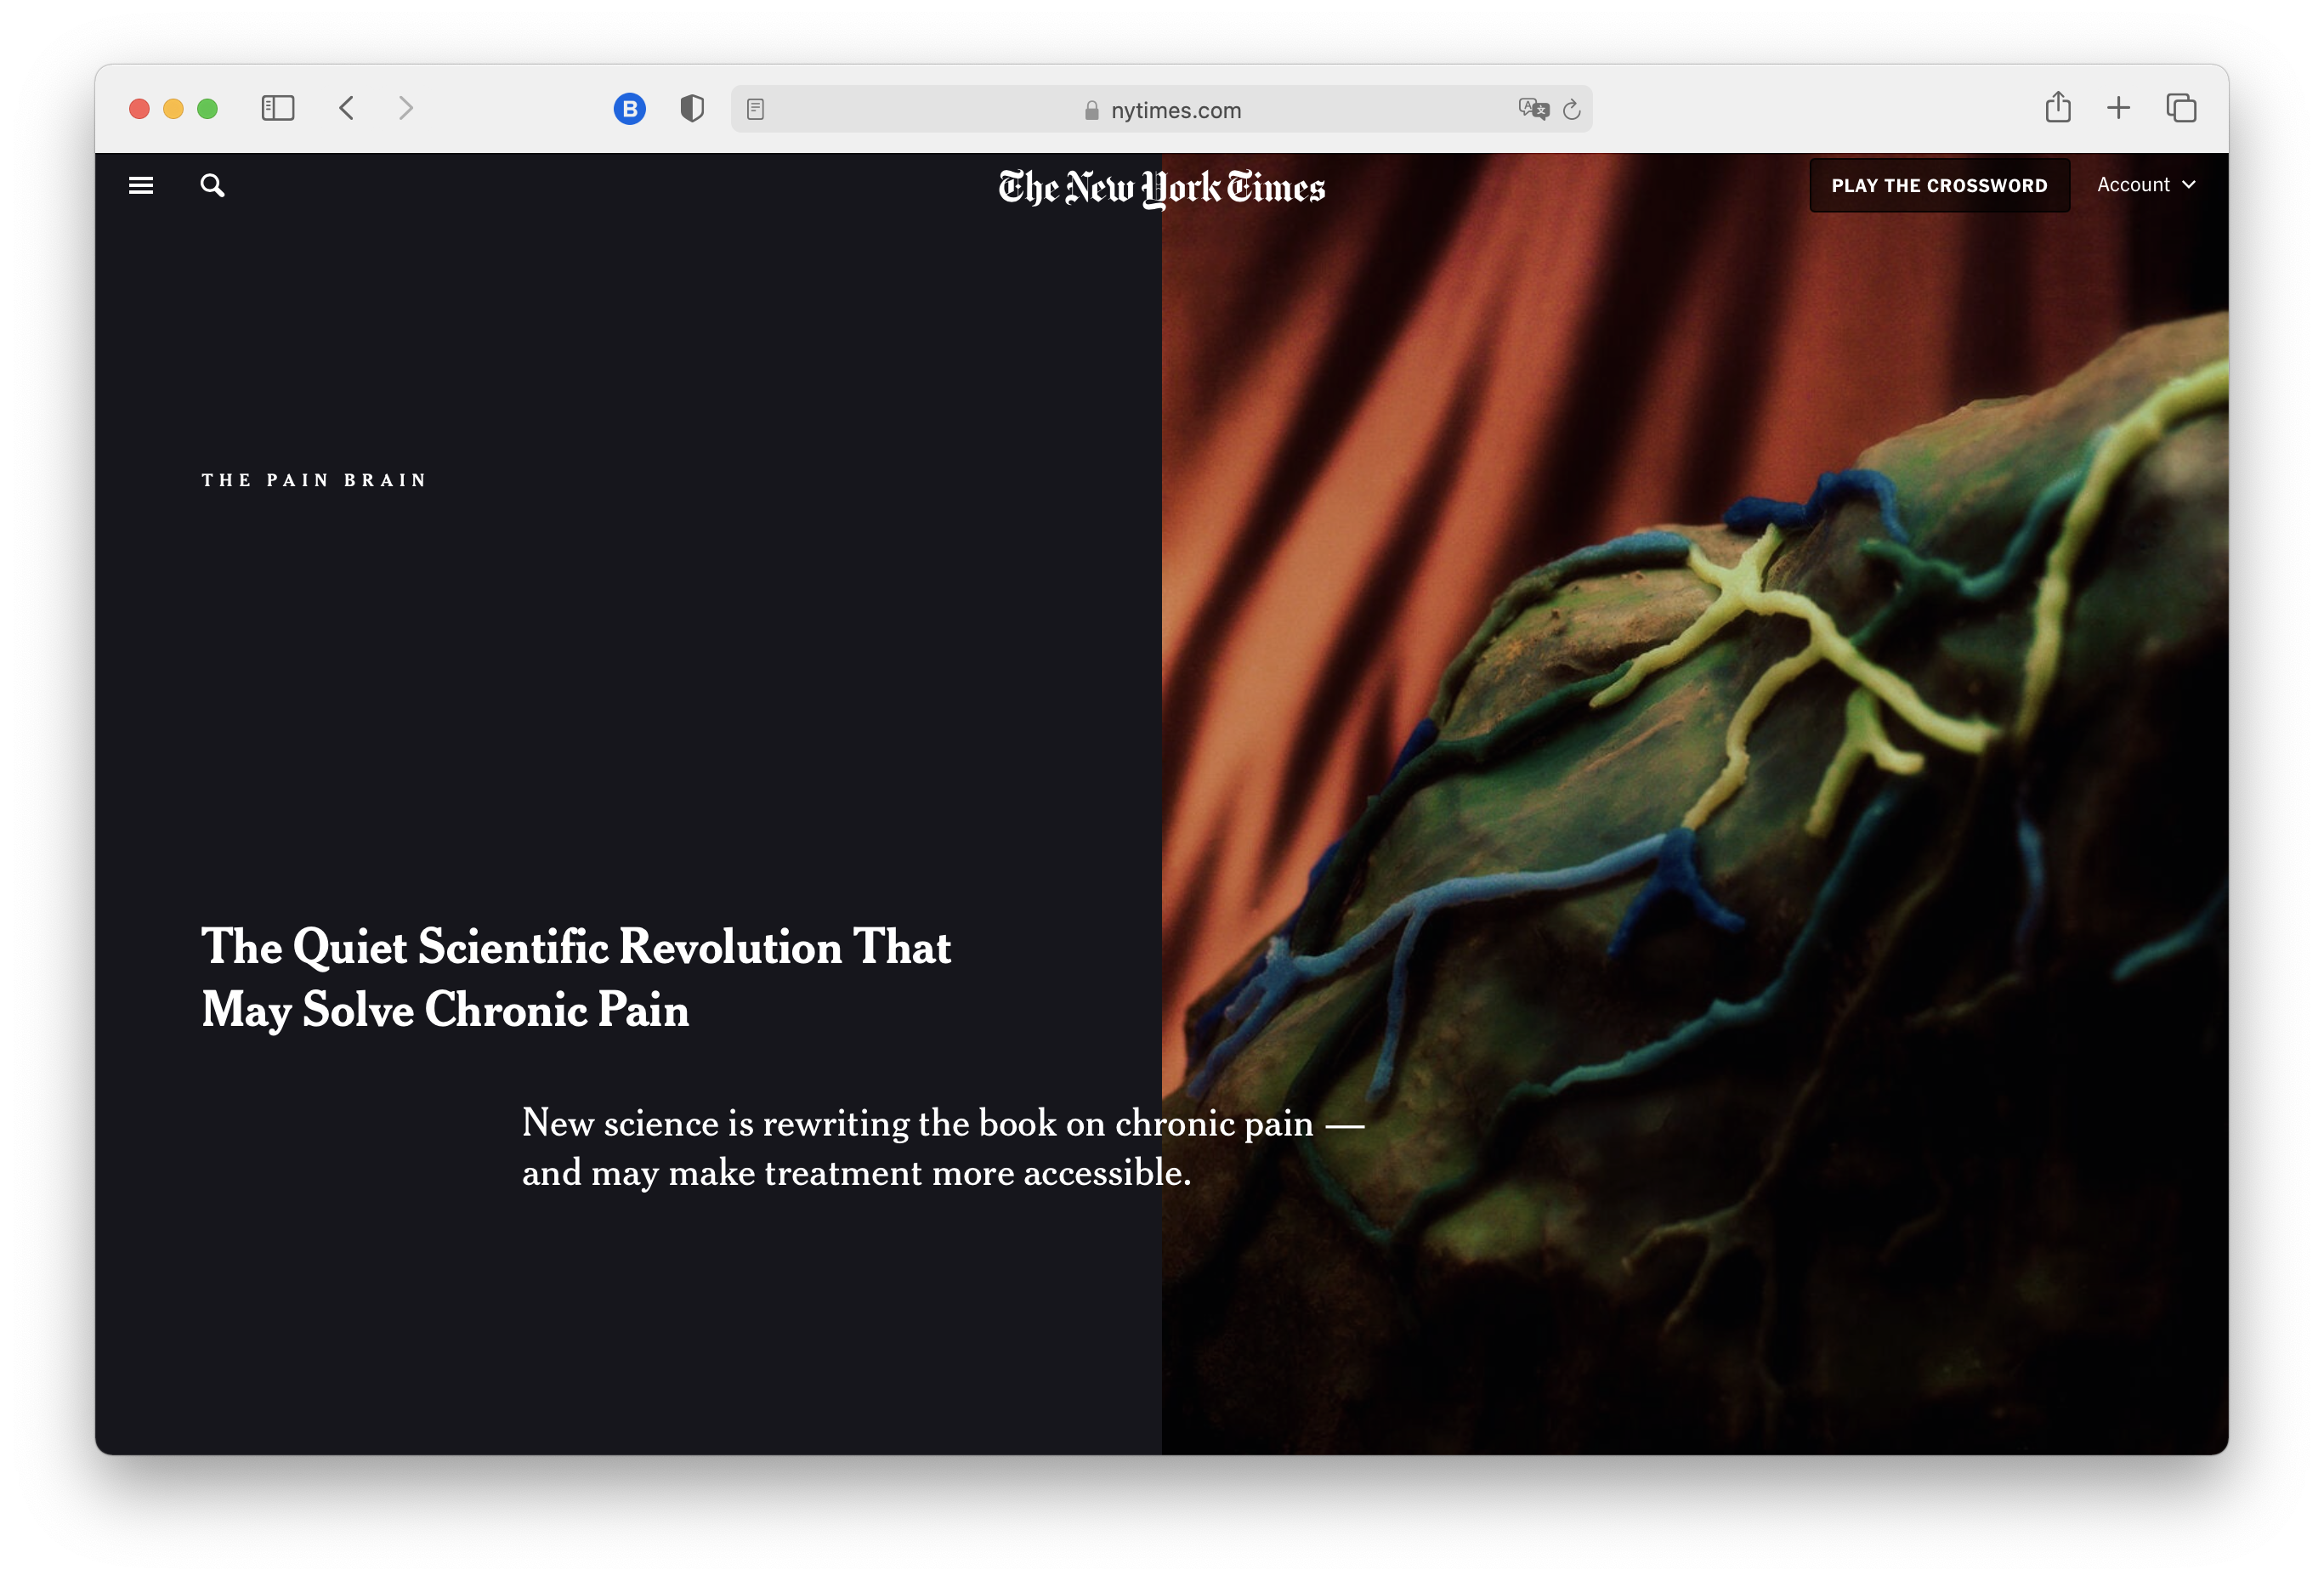 B
nytimes.com
The New York Times
PLAY THE CROSSWORD
Account
THE PAIN BRAIN
The Quiet Scientific Revolution That
May Solve Chronic Pain
New science is rewriting the book on chronic pain —
and may make treatment more accessible.